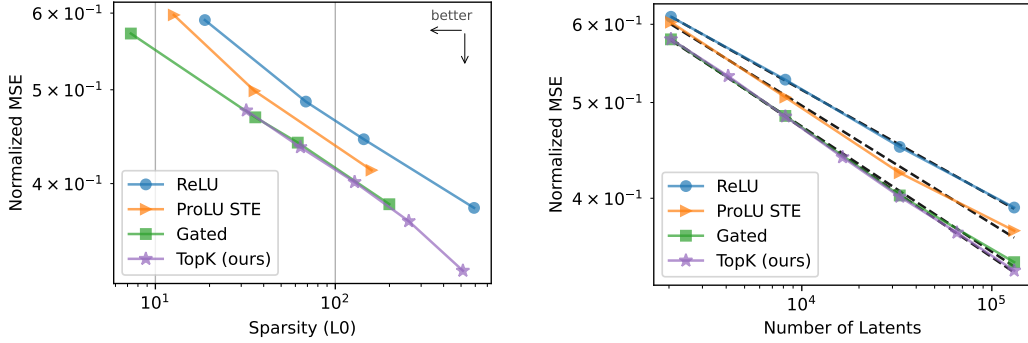 better
6 × 10⁻¹
5 × 10⁻¹
4 × 10⁻¹
Normalized MSE
ReLU
ProLU STE
Gated
TopK (ours)
10¹
10²
Sparsity (L0)
6 × 10⁻¹
5 × 10⁻¹
4 × 10⁻¹
Normalized MSE
ReLU
ProLU STE
Gated
TopK (ours)
10⁴
10⁵
Number of Latents